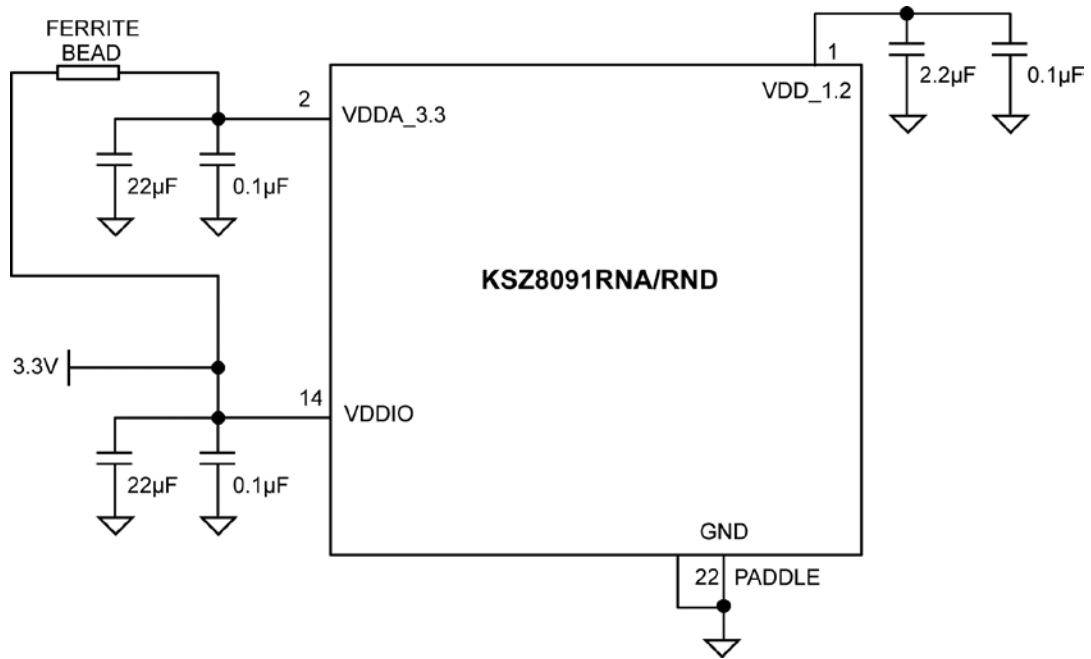 FERRITE
BEAD
1
VDD_1.2
2.2µF
0.1µF
2
VDDA_3.3
22µF
0.1µF
KSZ8091RNA/RND
3.3V
14
VDDIO
22µF
0.1µF
GND
22
PADDLE